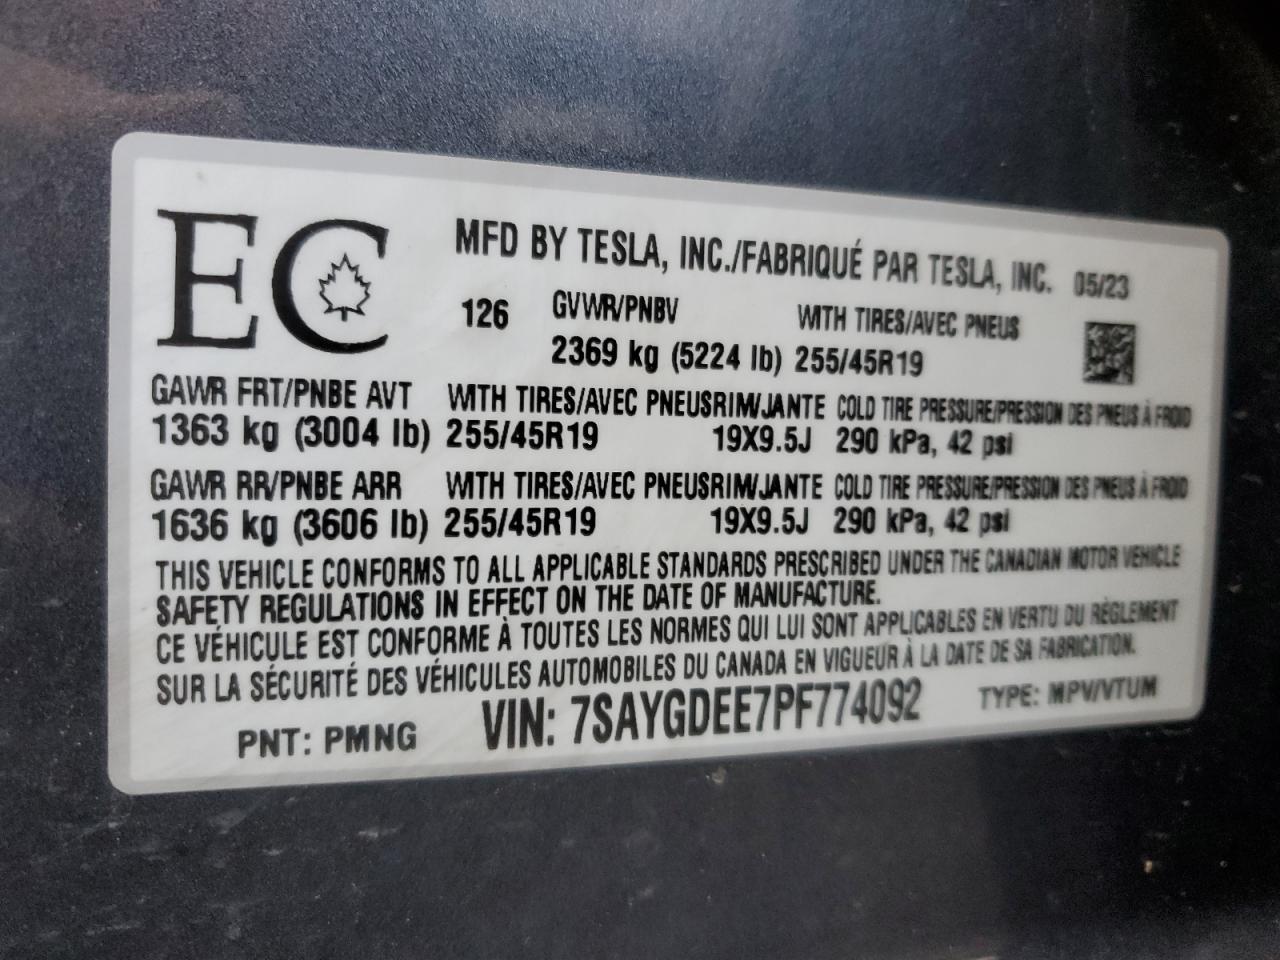 EC
MFD BY TESLA, INC./FABRIQUÉ PAR TESLA, INC. 05/23
126 GVWR/PNBV WITH TIRES/AVEC PNEUS
2369 kg (5224 lb) 255/45R19
GAWR FRT/PNBE AVT WITH TIRES/AVEC PNEUS RIM/JANTE COLD TIRE PRESSURE/PRESSION DES PNEUS À FROID
1363 kg (3004 lb) 255/45R19 19X9.5J 290 kPa, 42 psi
GAWR RR/PNBE ARR WITH TIRES/AVEC PNEUS RIM/JANTE COLD TIRE PRESSURE/PRESSION DES PNEUS À FROID
1636 kg (3606 lb) 255/45R19 19X9.5J 290 kPa, 42 psi
THIS VEHICLE CONFORMS TO ALL APPLICABLE STANDARDS PRESCRIBED UNDER THE CANADIAN MOTOR VEHICLE
SAFETY REGULATIONS IN EFFECT ON THE DATE OF MANUFACTURE.
CE VÉHICULE EST CONFORME À TOUTES LES NORMES QUI LUI SONT APPLICABLES EN VERTU DU RÈGLEMENT
SUR LA SÉCURITÉ DES VÉHICULES AUTOMOBILES DU CANADA EN VIGUEUR À LA DATE DE SA FABRICATION.
PNT: PMNG VIN: 7SAYGDEE7PF774092 TYPE: MPV/VTUM